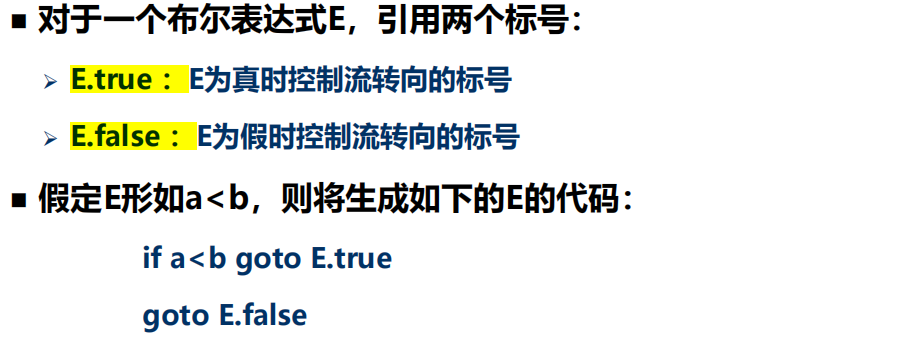 ■ 对于一个布尔表达式E，引用两个标号：
➢ E.true ： E为真时控制流转向的标号
➢ E.false ： E为假时控制流转向的标号
■ 假定E形如a<b，则将生成如下的E的代码：
if a<b goto E.true
goto E.false